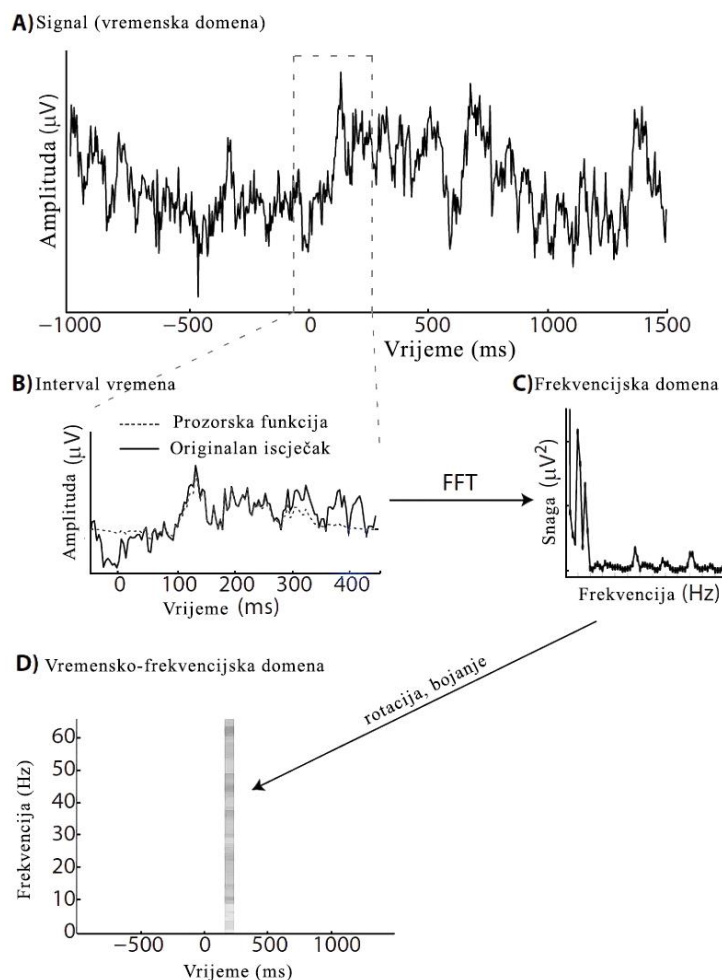 A) Signal (vremenska domena)
Amplituda (μV)
−1000 −500 0 500 1000 1500
Vrijeme (ms)
B) Interval vremena
Prozorska funkcija
Originalan iscječak
Amplituda (μV)
0 100 200 300 400
Vrijeme (ms)
FFT
C) Frekvencijska domena
Snaga (μV²)
Frekvencija (Hz)
rotacija, bojanje
D) Vremensko-frekvencijska domena
Frekvencija (Hz)
60
50
40
30
20
10
0
−500 0 500 1000
Vrijeme (ms)